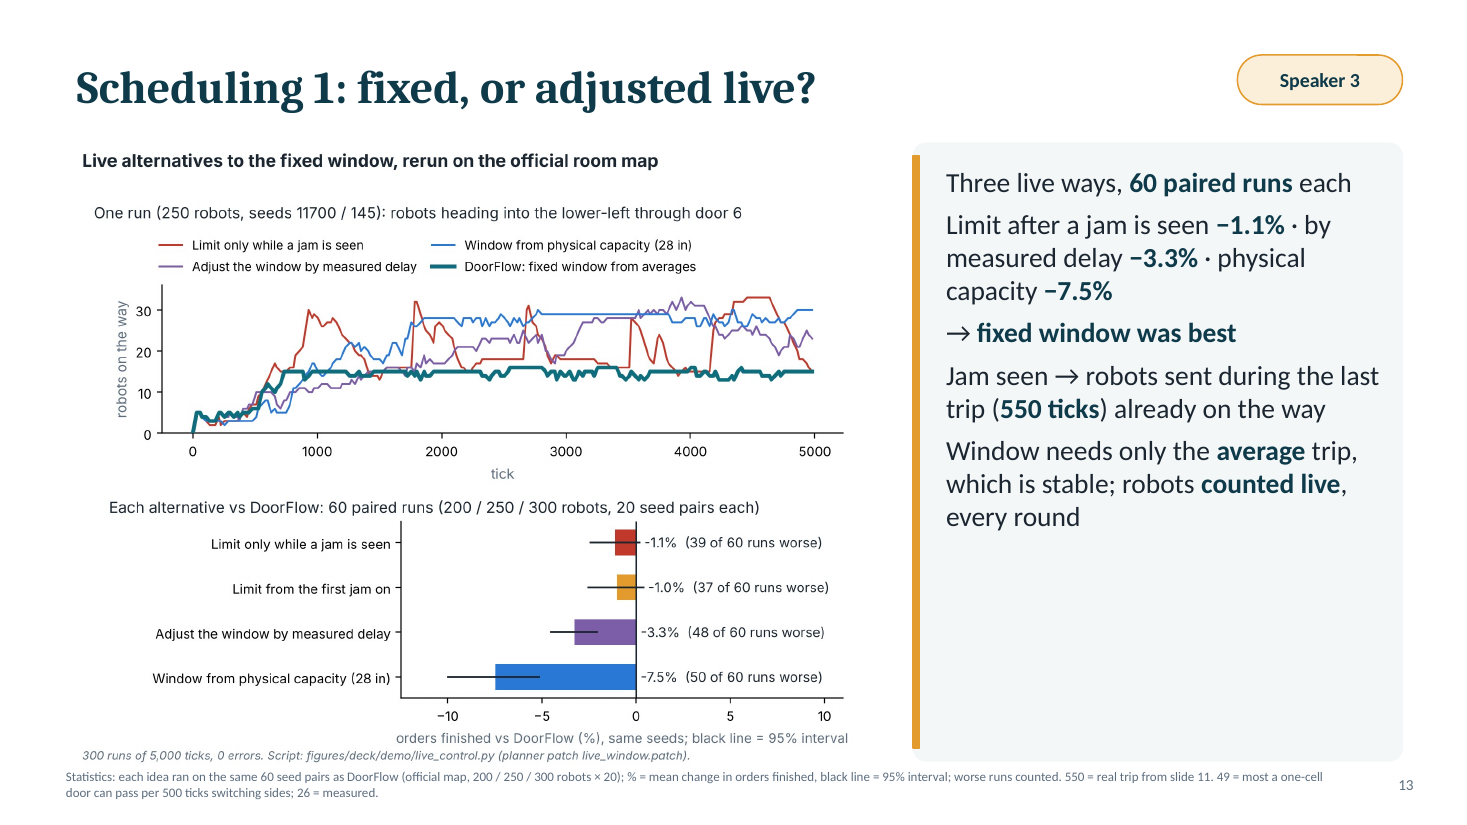 Scheduling 1: fixed, or adjusted live?
Speaker 3
Live alternatives to the fixed window, rerun on the official room map
One run (250 robots, seeds 11700 / 145): robots heading into the lower-left through door 6
Limit only while a jam is seen
Window from physical capacity (28 in)
Adjust the window by measured delay
DoorFlow: fixed window from averages
robots on the way
30
20
10
0
0 1000 2000 3000 4000 5000
tick
Each alternative vs DoorFlow: 60 paired runs (200 / 250 / 300 robots, 20 seed pairs each)
Limit only while a jam is seen -1.1% (39 of 60 runs worse)
Limit from the first jam on -1.0% (37 of 60 runs worse)
Adjust the window by measured delay -3.3% (48 of 60 runs worse)
Window from physical capacity (28 in) -7.5% (50 of 60 runs worse)
−10 −5 0 5 10
orders finished vs DoorFlow (%), same seeds; black line = 95% interval
300 runs of 5,000 ticks, 0 errors. Script: figures/deck/demo/live_control.py (planner patch live_window.patch).
Three live ways, 60 paired runs each
Limit after a jam is seen −1.1% · by
measured delay −3.3% · physical
capacity −7.5%
→ fixed window was best
Jam seen → robots sent during the last
trip (550 ticks) already on the way
Window needs only the average trip,
which is stable; robots counted live,
every round
Statistics: each idea ran on the same 60 seed pairs as DoorFlow (official map, 200 / 250 / 300 robots × 20); % = mean change in orders finished, black line = 95% interval; worse runs counted. 550 = real trip from slide 11. 49 = most a one-cell
door can pass per 500 ticks switching sides; 26 = measured.
13